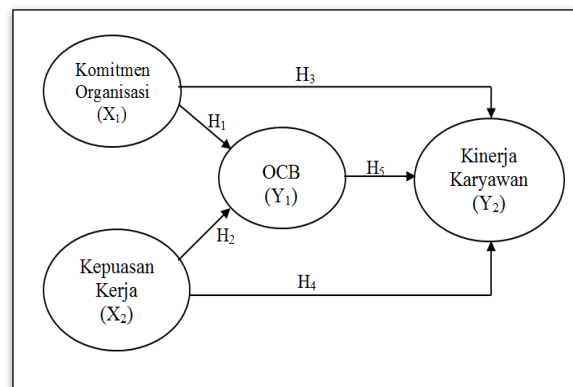 Komitmen
Organisasi
(X₁)
H₃
H₁
OCB
(Y₁)
H₅
Kinerja
Karyawan
(Y₂)
H₂
Kepuasan
Kerja
(X₂)
H₄